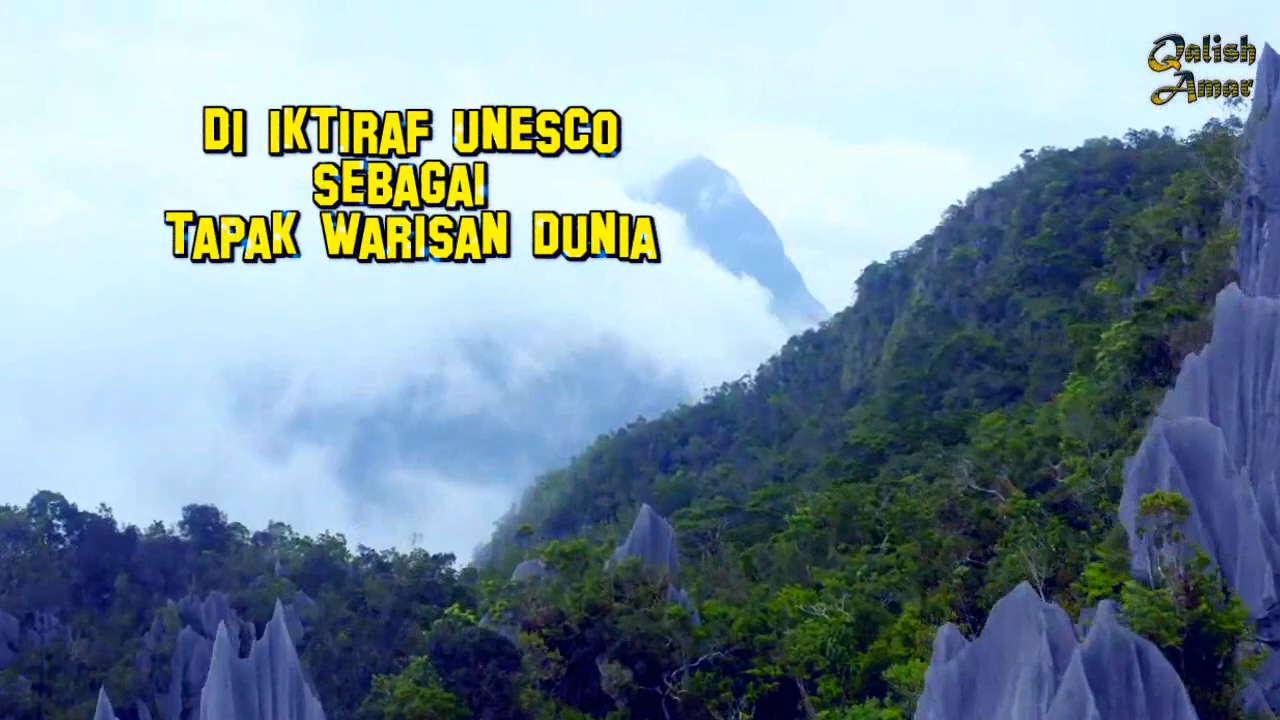 DI IKTIRAF UNESCO
SEBAGAI
TAPAK WARISAN DUNIA
Qalish
Amar